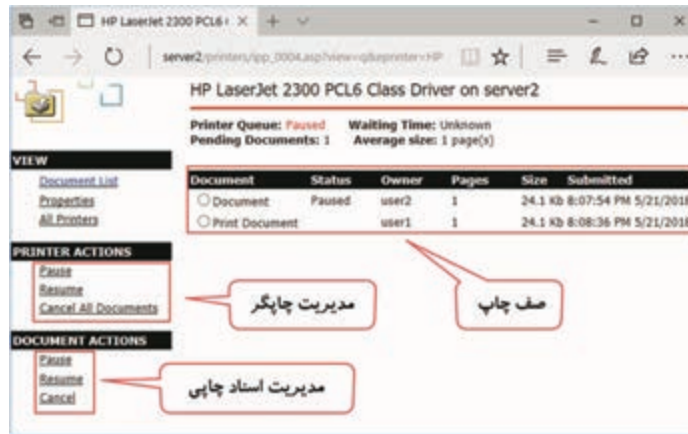 HP LaserJet 2300 PCL6
server2/printers/ipp_0004.asp?view=q&eprinter=HP
HP LaserJet 2300 PCL6 Class Driver on server2
Printer Queue: Paused Waiting Time: Unknown
Pending Documents: 1 Average size: 1 page(s)
VIEW
Document List
Properties
All Printers
Document Status Owner Pages Size Submitted
Document Paused user2 1 24.1 Kb 8:07:54 PM 5/21/2018
Print Document user1 1 24.1 Kb 8:08:36 PM 5/21/2018
PRINTER ACTIONS
Pause
Resume
Cancel All Documents
مدیریت چاپگر
صف چاپ
DOCUMENT ACTIONS
Pause
Resume
Cancel
مدیریت اسناد چاپی